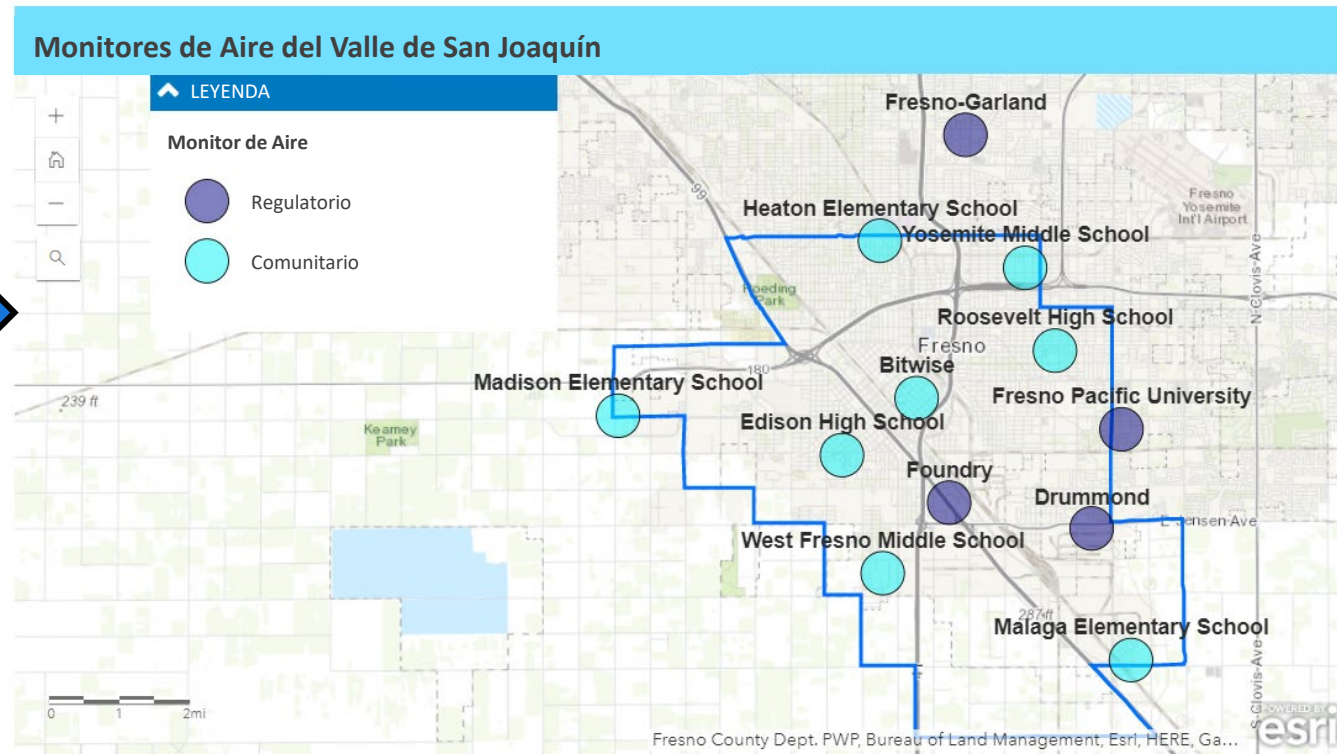 Monitores de Aire del Valle de San Joaquín
LEYENDA
Monitor de Aire
Regulatorio
Comunitario
Fresno-Garland
99
Fresno
Yosemite
Int'l Airport
Heaton Elementary School
Yosemite Middle School
N Clovis Ave
Roeding
Park
Roosevelt High School
Fresno
180
Bitwise
Madison Elementary School
239 ft
Fresno Pacific University
Edison High School
Kearney
Park
Foundry
Drummond
E Jensen Ave
West Fresno Middle School
287 ft
Malaga Elementary School
S Clovis Ave
0 1 2mi
POWERED BY
esri
Fresno County Dept. PWP, Bureau of Land Management, Esri, HERE, Ga...